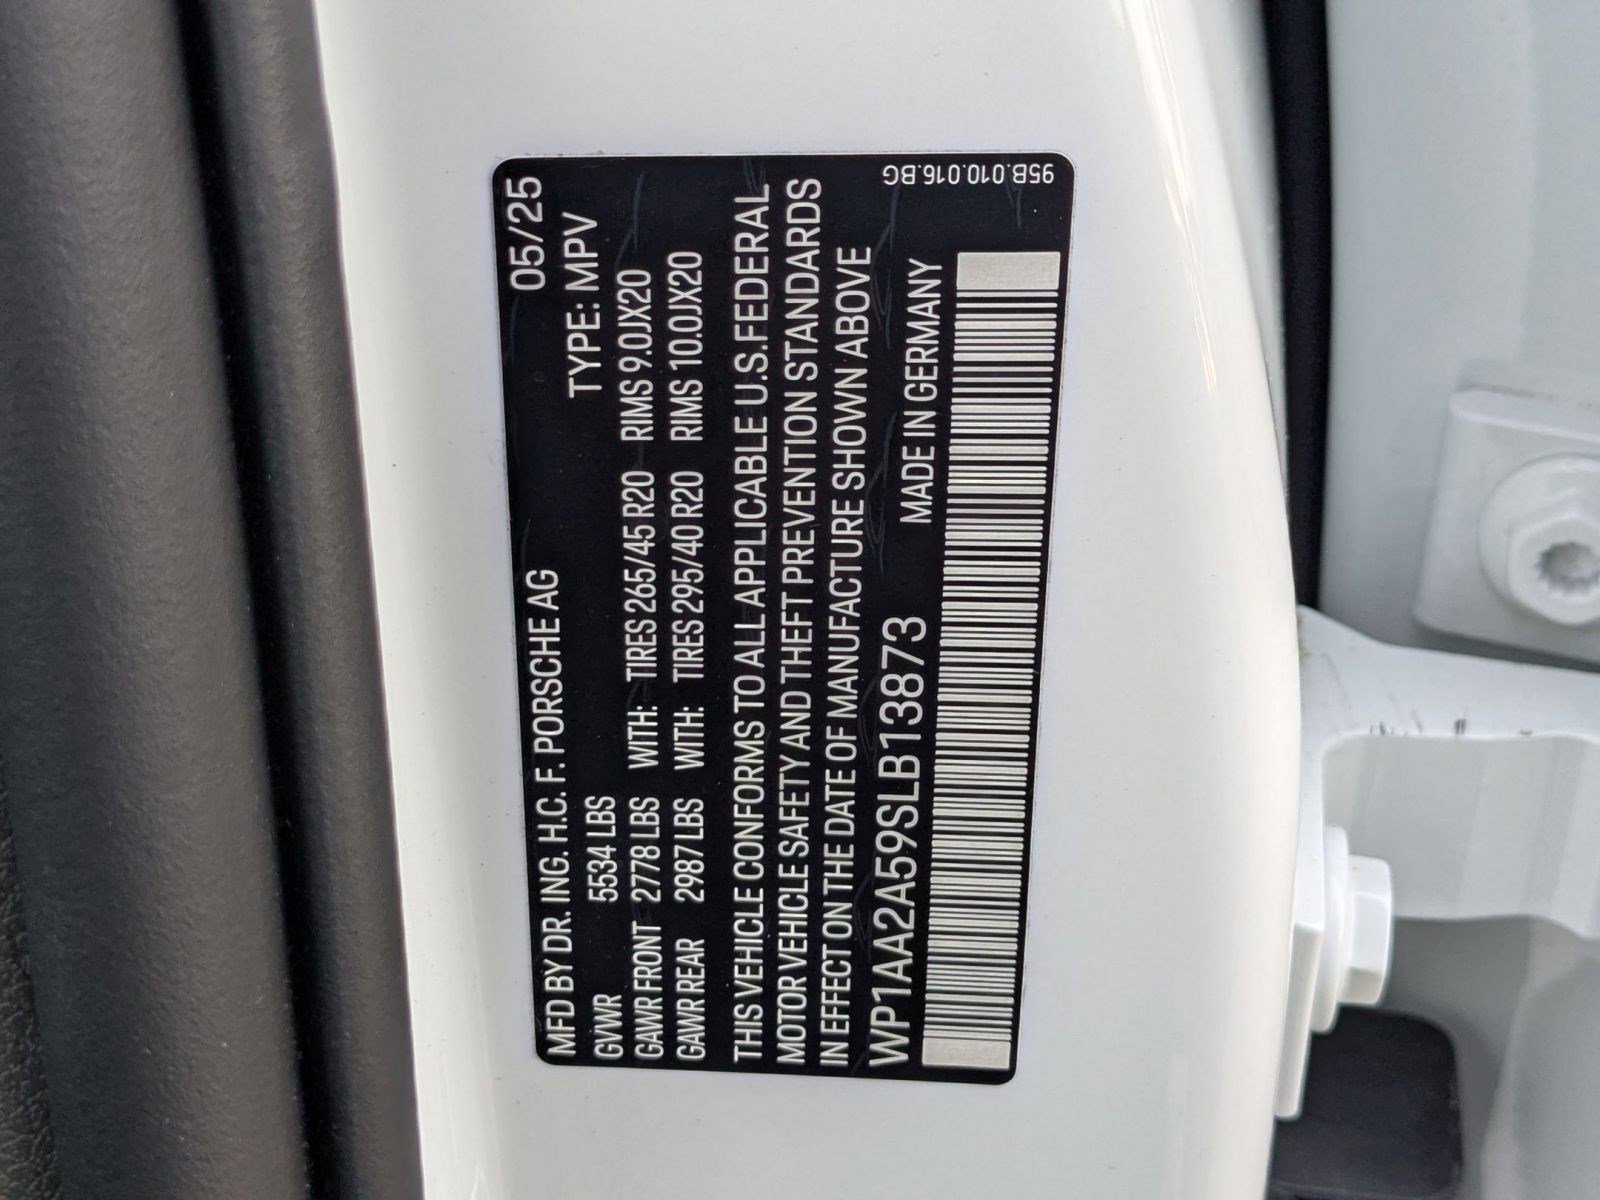 MFD BY DR. ING. H.C. F. PORSCHE AG 05/25
GVWR 5534 LBS TYPE: MPV
GAWR FRONT 2778 LBS WITH: TIRES 265/45 R20 RIMS 9.0JX20
GAWR REAR 2987 LBS WITH: TIRES 295/40 R20 RIMS 10.0JX20
THIS VEHICLE CONFORMS TO ALL APPLICABLE U.S.FEDERAL
MOTOR VEHICLE SAFETY AND THEFT PREVENTION STANDARDS
IN EFFECT ON THE DATE OF MANUFACTURE SHOWN ABOVE
WP1AA2A59SLB13873 MADE IN GERMANY
95B.010.016.BG